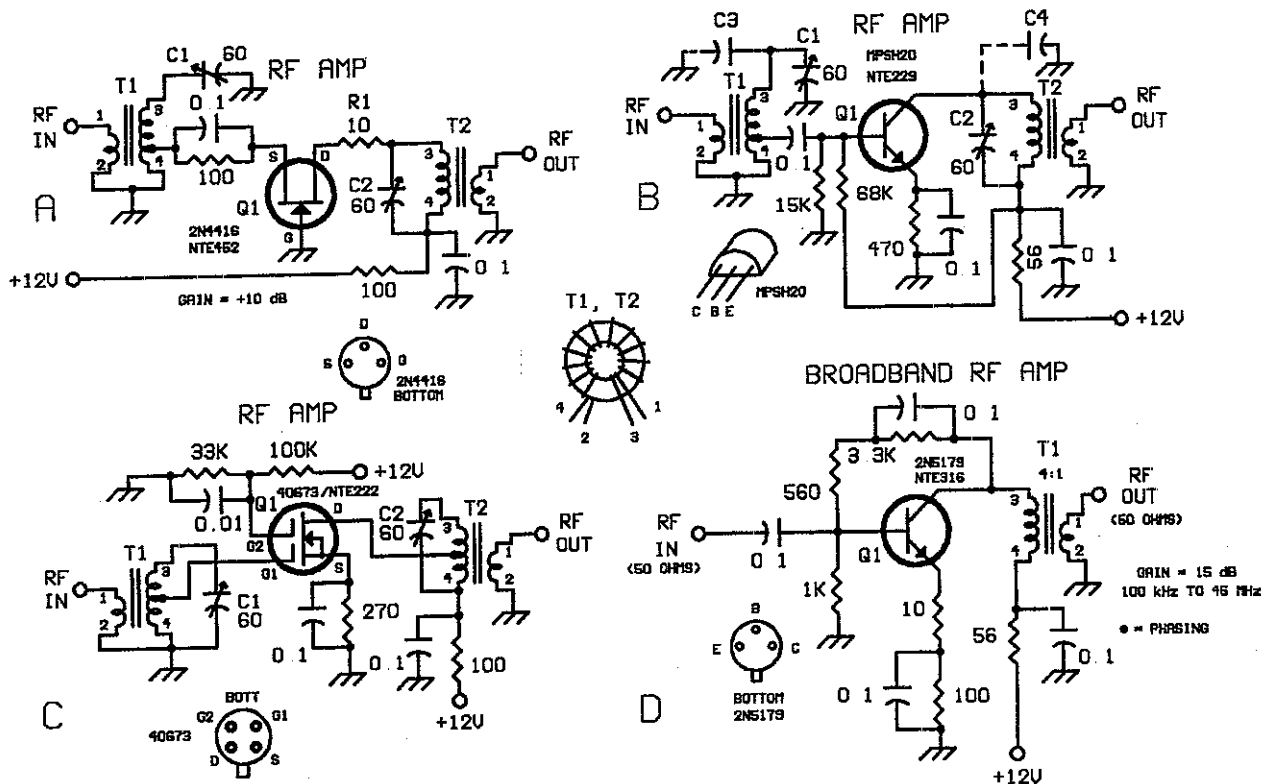 RF AMP
C1
60
T1
0.1
RF
IN
1
2
3
4
100
S
D
R1
10
T2
3
4
1
2
RF
OUT
C2
60
Q1
G
2N4416
NTE452
A
+12V
GAIN = +10 dB
100
0.1
RF AMP
MPSH20
NTE229
C3
C1
60
C4
T1
RF
IN
1
2
3
4
0.1
Q1
C2
60
3
4
T2
1
2
RF
OUT
B
15K
68K
470
0.1
56
0.1
+12V
MPSH20
C B E
D
S
G
2N4416
BOTTOM
T1, T2
4
2
3
1
RF AMP
33K
100K
+12V
0.01
Q1
40673/NTE222
D
G2
G1
S
C2
60
T2
3
4
1
2
RF
OUT
T1
RF
IN
1
2
3
4
C1
60
0.1
270
0.1
100
+12V
C
BOTT
G2
G1
40673
D
S
BROADBAND RF AMP
0.1
3.3K
2N5179
NTE316
T1
4:1
3
4
1
2
RF
OUT
(50 OHMS)
560
RF
IN
(50 OHMS)
0.1
Q1
1K
10
56
0.1
GAIN = 15 dB
100 kHz TO 45 MHz
● = PHASING
B
E
C
BOTTOM
2N5179
D
0.1
100
+12V